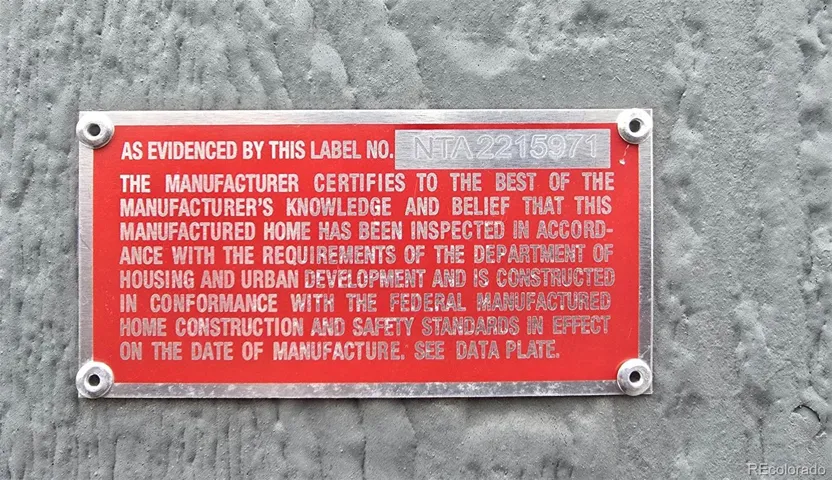 AS EVIDENCED BY THIS LABEL NO. NTA2215971
THE MANUFACTURER CERTIFIES TO THE BEST OF THE
MANUFACTURER'S KNOWLEDGE AND BELIEF THAT THIS
MANUFACTURED HOME HAS BEEN INSPECTED IN ACCORD-
ANCE WITH THE REQUIREMENTS OF THE DEPARTMENT OF
HOUSING AND URBAN DEVELOPMENT AND IS CONSTRUCTED
IN CONFORMANCE WITH THE FEDERAL MANUFACTURED
HOME CONSTRUCTION AND SAFETY STANDARDS IN EFFECT
ON THE DATE OF MANUFACTURE. SEE DATA PLATE.
REcolorado